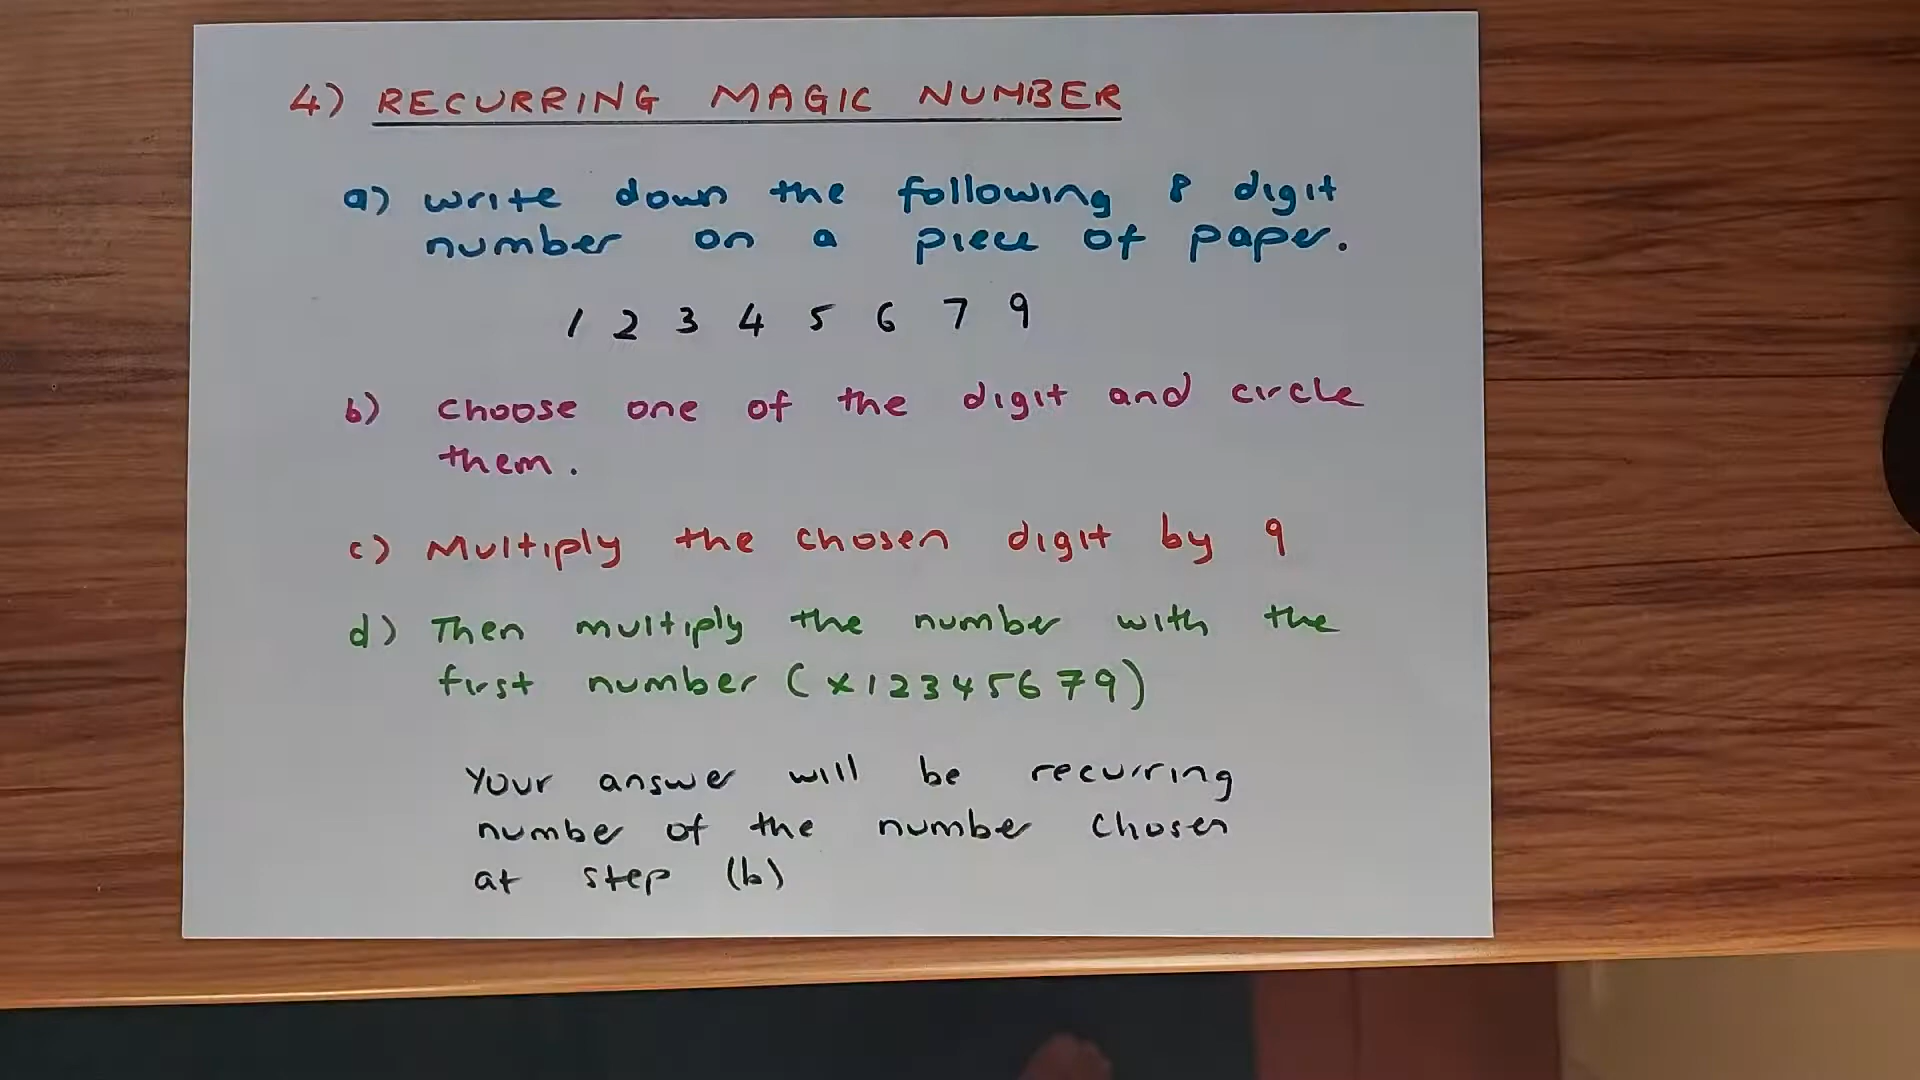 4) RECURRING MAGIC NUMBER
a) write down the following 8 digit
number on a piece of paper.
1 2 3 4 5 6 7 9
b) choose one of the digit and circle
them.
c) Multiply the chosen digit by 9
d) Then multiply the number with the
first number (x12345679)
Your answer will be recurring
number of the number chosen
at step (b)